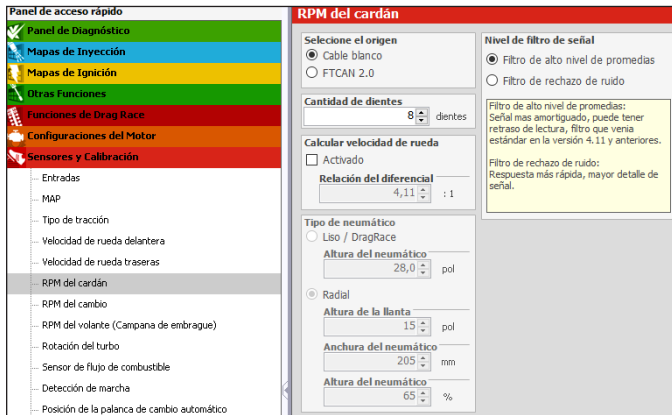 Panel de acceso rápido
Panel de Diagnóstico
Mapas de Inyección
Mapas de Ignición
Otras Funciones
Funciones de Drag Race
Configuraciones del Motor
Sensores y Calibración
Entradas
MAP
Tipo de tracción
Velocidad de rueda delantera
Velocidad de rueda traseras
RPM del cardán
RPM del cambio
RPM del volante (Campana de embrague)
Rotación del turbo
Sensor de flujo de combustible
Detección de marcha
Posición de la palanca de cambio automático
RPM del cardán
Selecione el origen
Cable blanco
FTCAN 2.0
Cantidad de dientes
8 dientes
Calcular velocidad de rueda
Activado
Relación del diferencial
4,11 : 1
Tipo de neumático
Liso / DragRace
Altura del neumático
28,0 pol
Radial
Altura de la llanta
15 pol
Anchura del neumático
205 mm
Altura del neumático
65 %
Nivel de filtro de señal
Filtro de alto nivel de promedias
Filtro de rechazo de ruido
Filtro de alto nivel de promedias:
Señal mas amortiguado, puede tener
retraso de lectura, filtro que venia
estándar en la versión 4.11 y anteriores.
Filtro de rechazo de ruido:
Respuesta más rápida, mayor detalle de
señal.